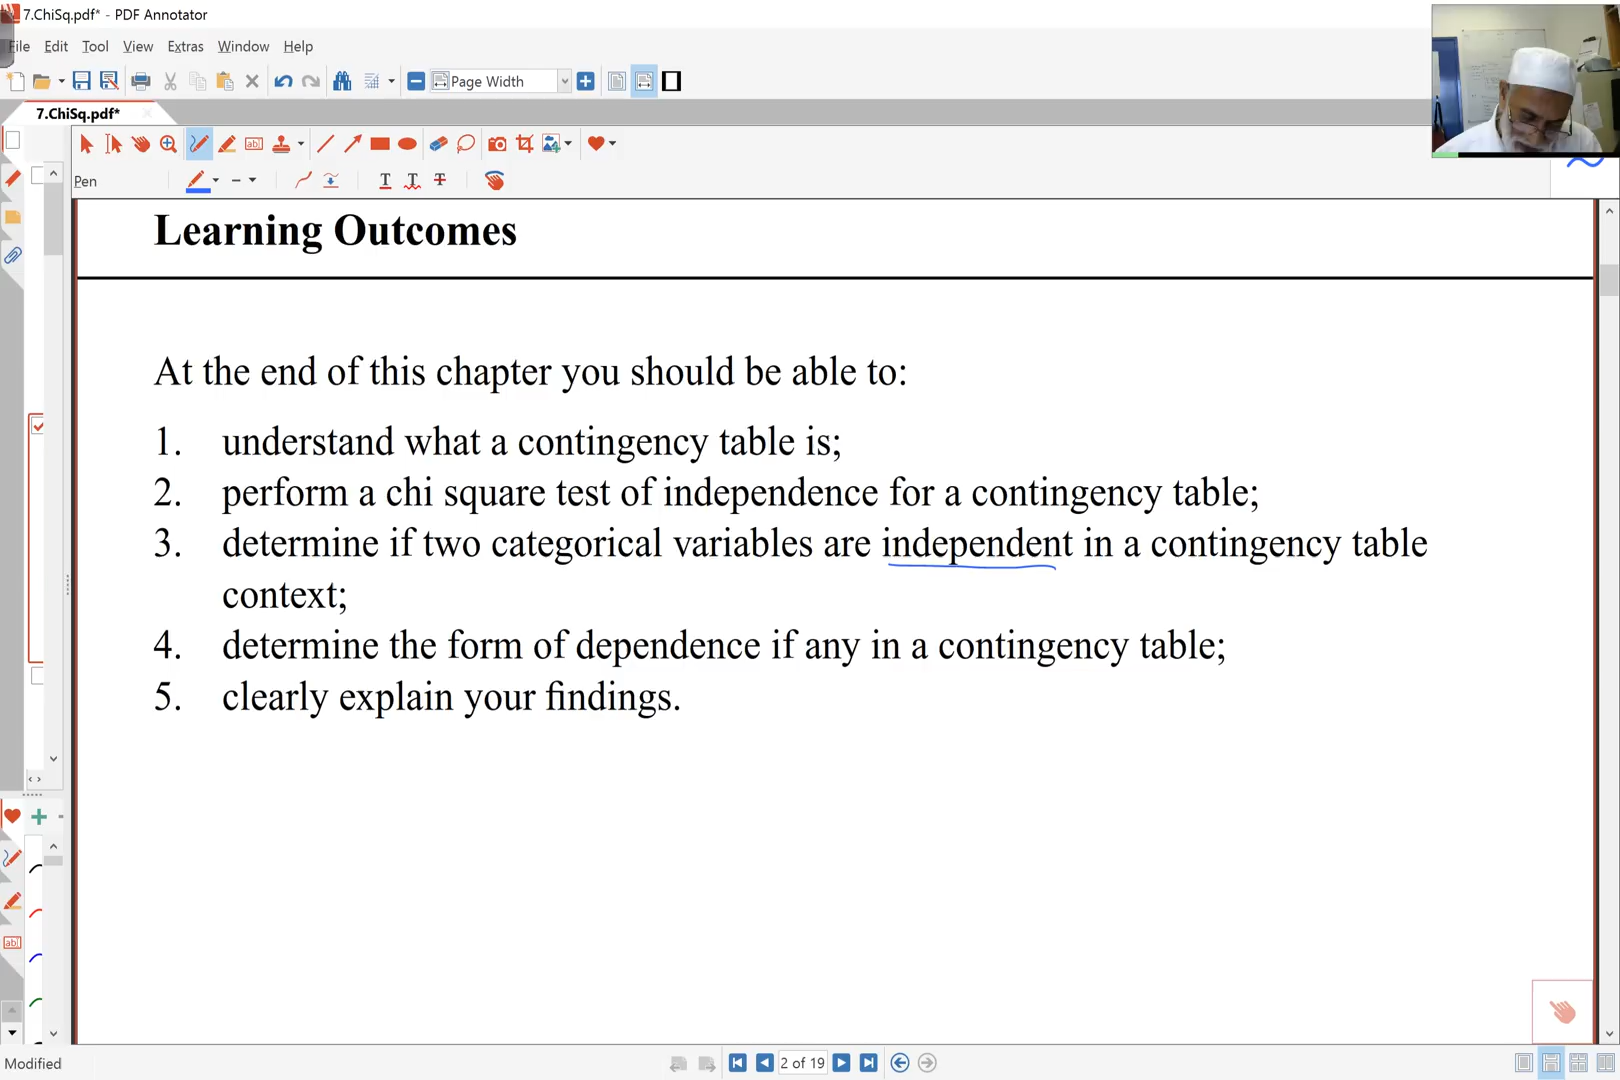 7.ChiSq.pdf* - PDF Annotator
File Edit Tool View Extras Window Help
Page Width
7.ChiSq.pdf*
Pen
Learning Outcomes
At the end of this chapter you should be able to:
1. understand what a contingency table is;
2. perform a chi square test of independence for a contingency table;
3. determine if two categorical variables are independent in a contingency table
context;
4. determine the form of dependence if any in a contingency table;
5. clearly explain your findings.
Modified
2 of 19